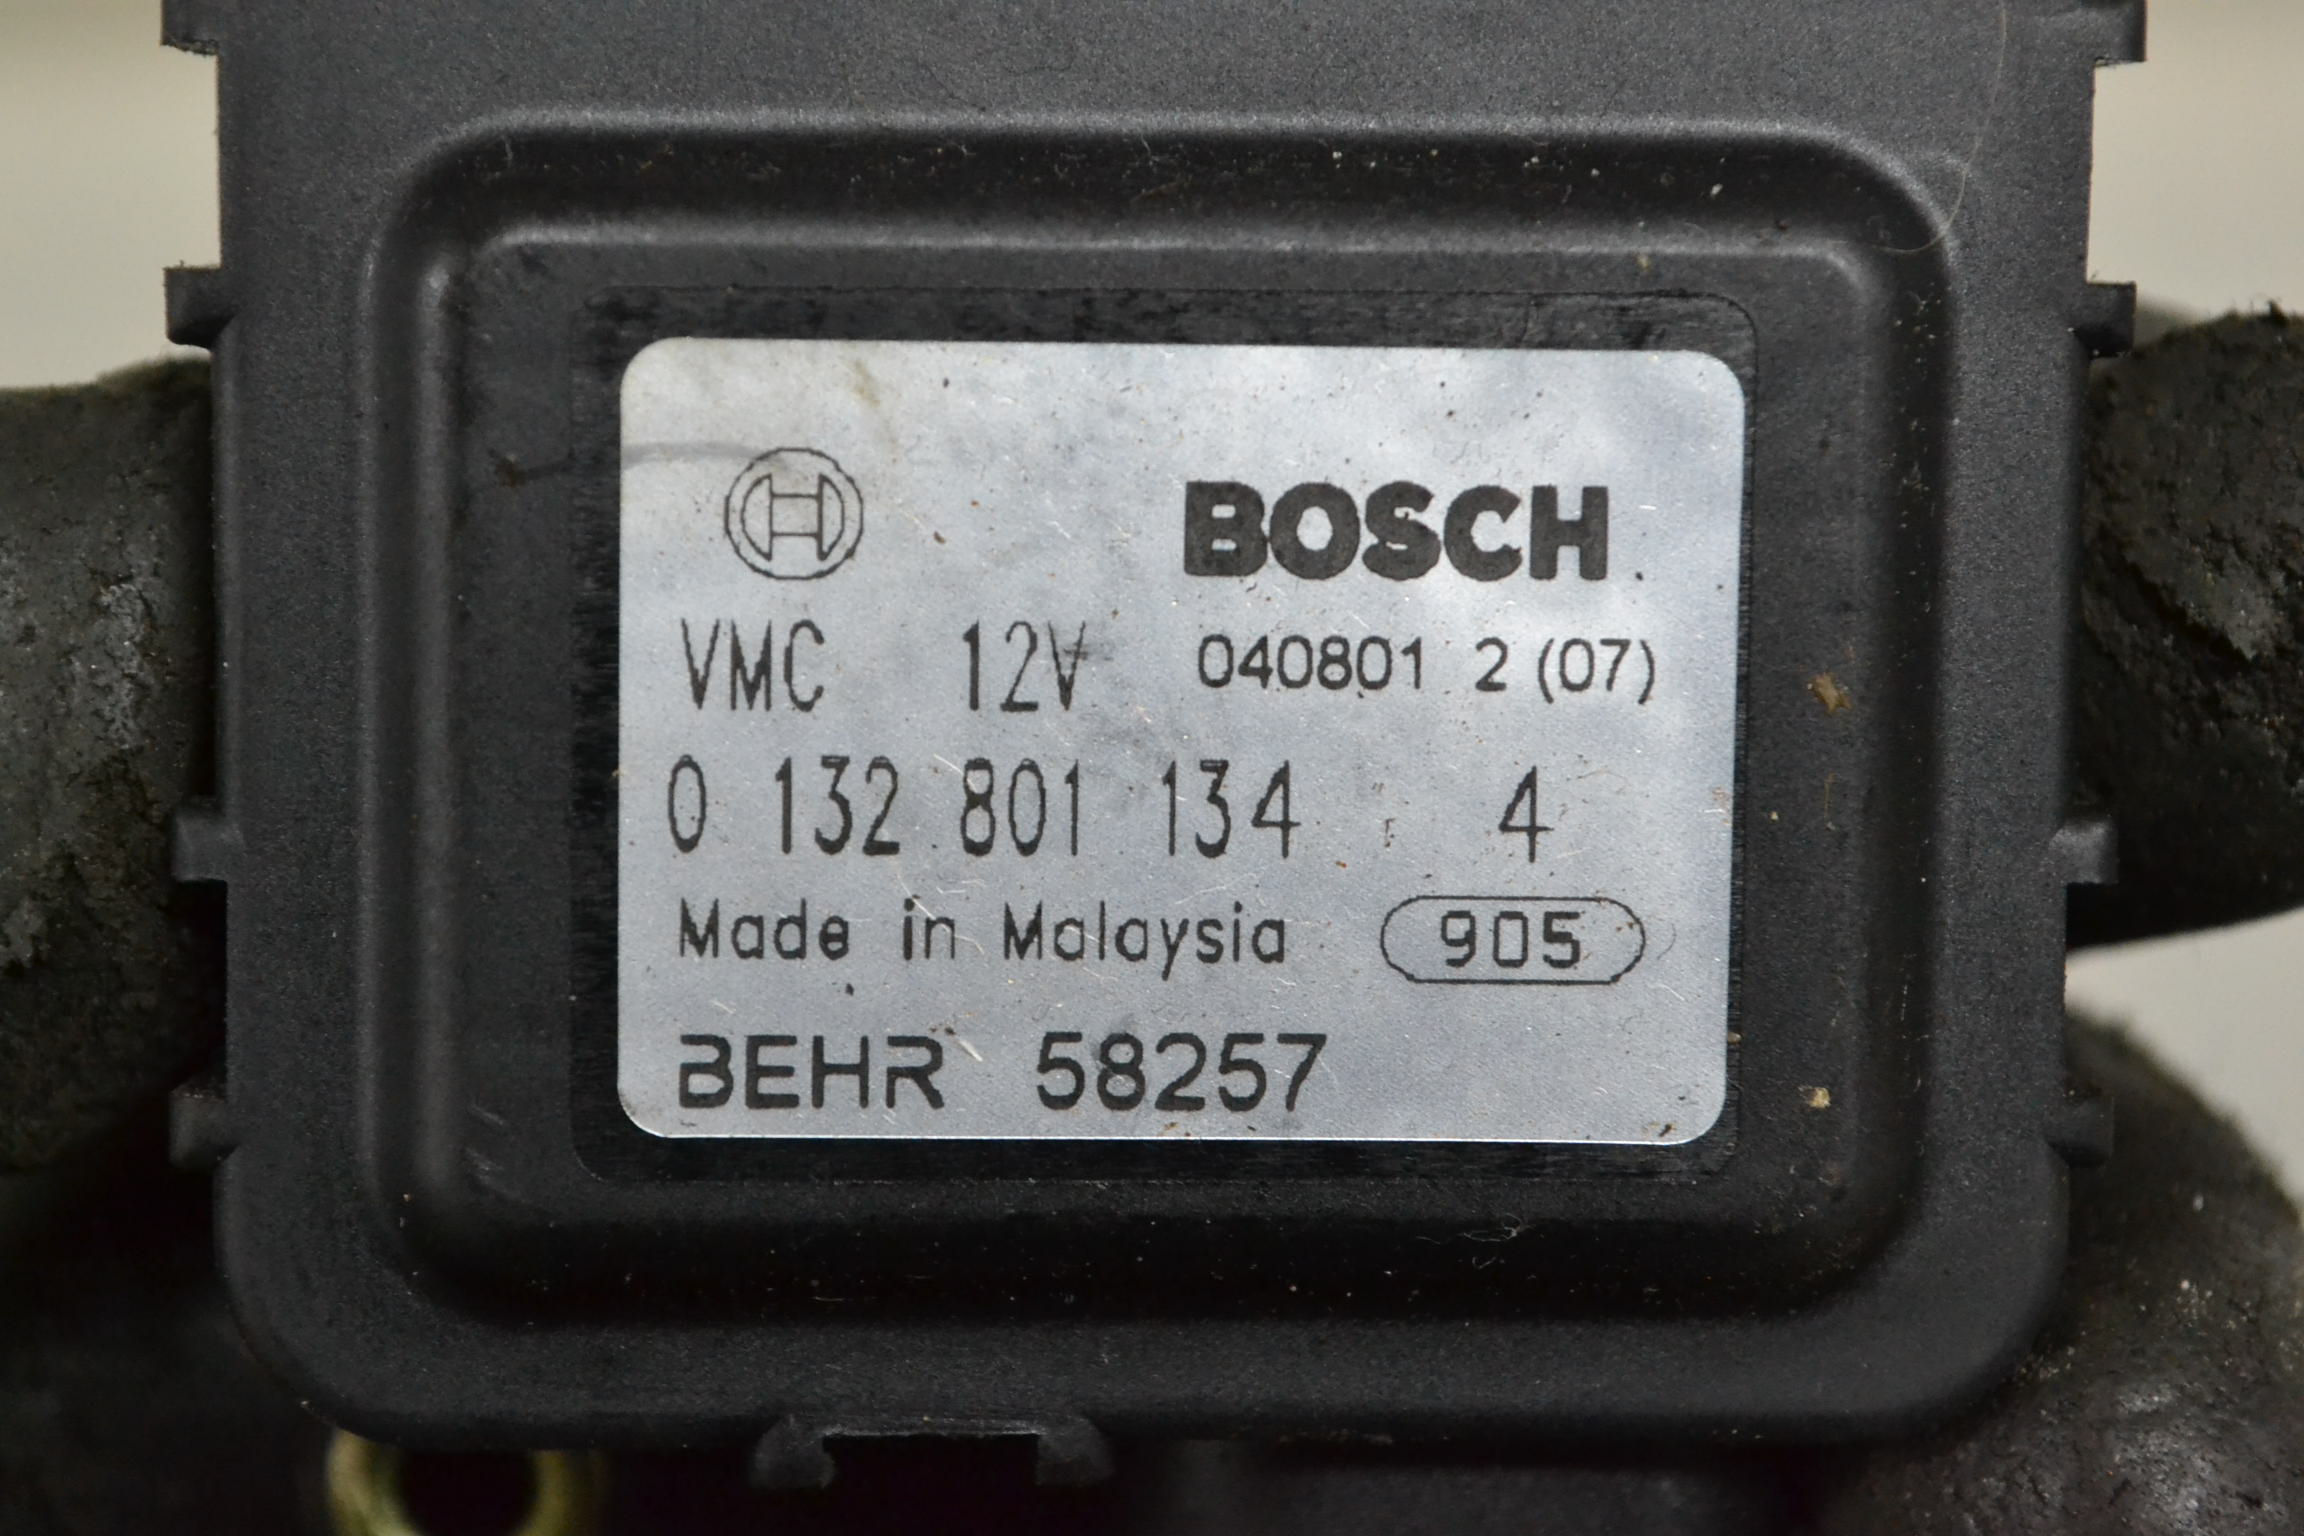 BOSCH
VMC 12V 040801 2 (07)
0 132 801 134 4
Made in Malaysia 905
BEHR 58257